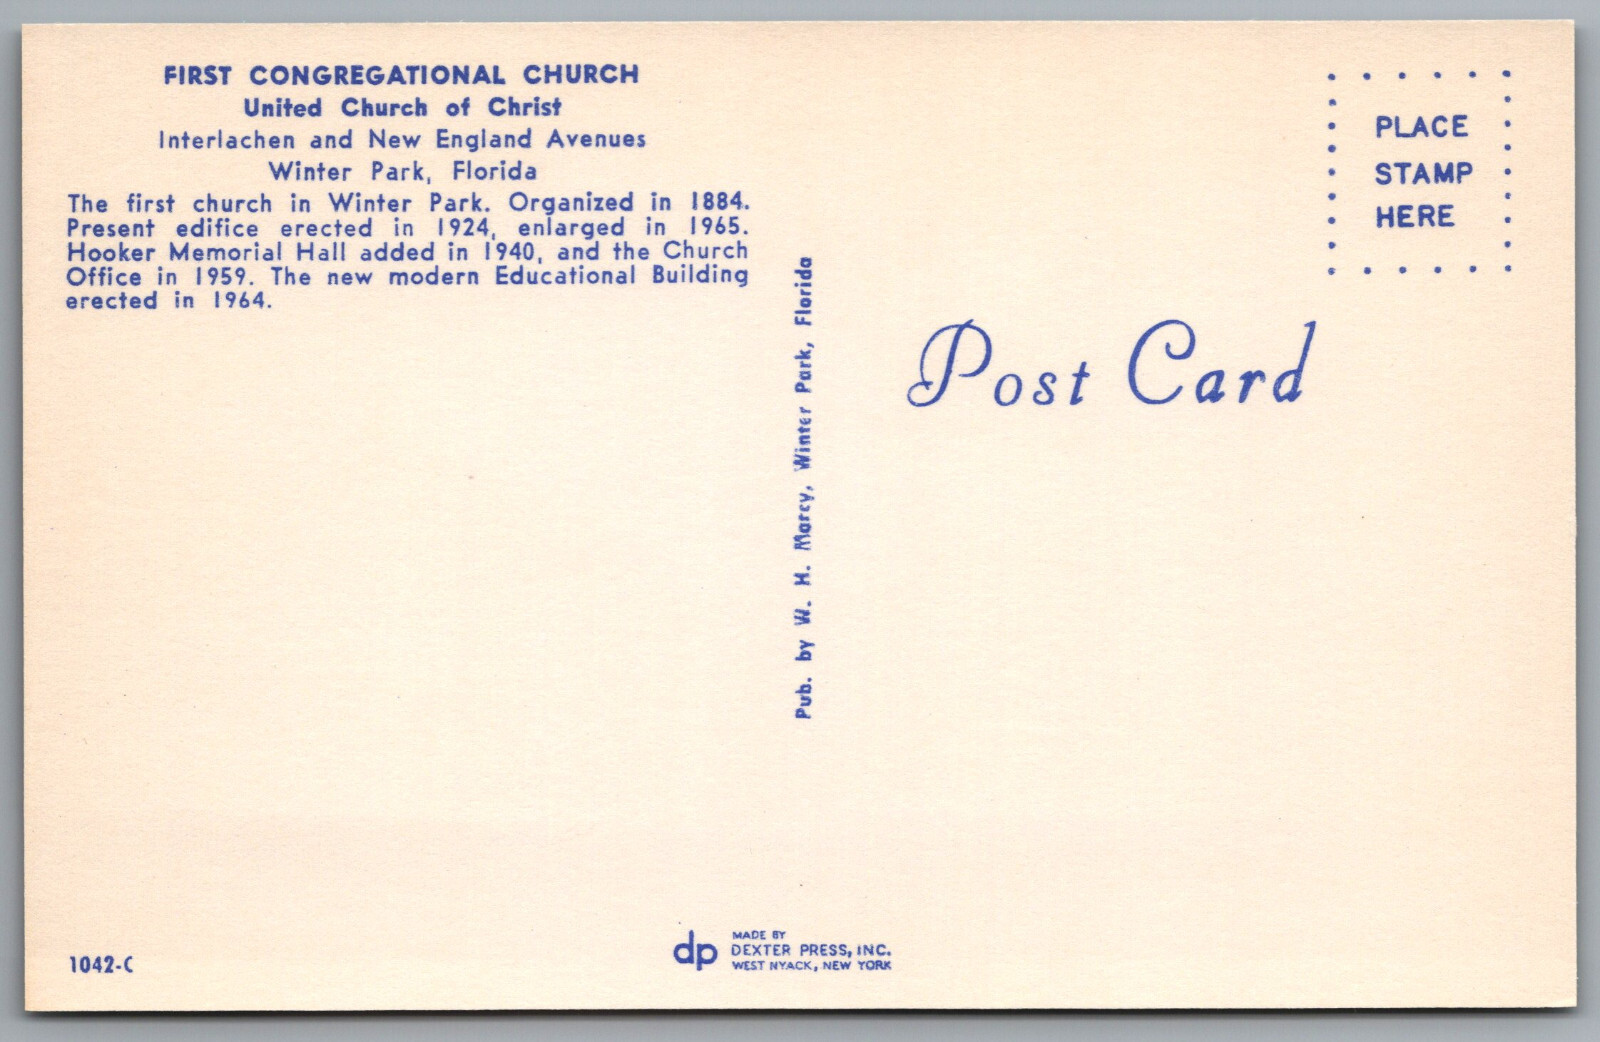 FIRST CONGREGATIONAL CHURCH
United Church of Christ
Interlachen and New England Avenues
Winter Park, Florida
The first church in Winter Park. Organized in 1884.
Present edifice erected in 1924, enlarged in 1965.
Hooker Memorial Hall added in 1940, and the Church
Office in 1959. The new modern Educational Building
erected in 1964.
1042-C
Pub. by W. H. Marcy, Winter Park, Florida
dp
MADE BY
DEXTER PRESS, INC.
WEST NYACK, NEW YORK
PLACE
STAMP
HERE
Post Card